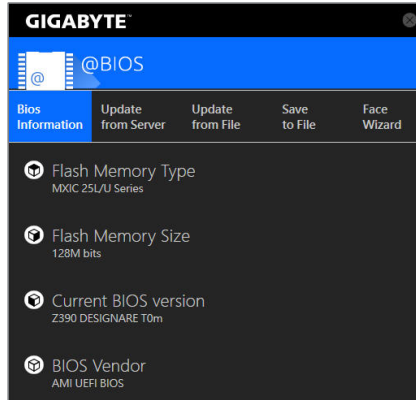 GIGABYTE™
@BIOS
@
Bios Information
Update from Server
Update from File
Save to File
Face Wizard
Flash Memory Type
MXIC 25L/U Series
Flash Memory Size
128M bits
Current BIOS version
Z390 DESIGNARE T0m
BIOS Vendor
AMI UEFI BIOS